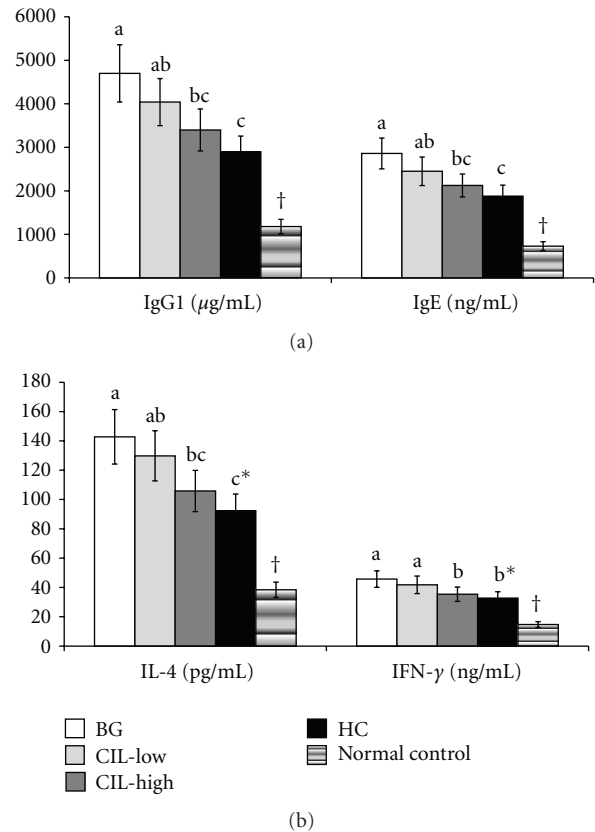 6000
5000
4000
3000
2000
1000
0
a
ab
bc
c
†
a
ab
bc
c
†
IgG1 (µg/mL)
IgE (ng/mL)
(a)
180
160
140
120
100
80
60
40
20
0
a
ab
bc
c*
†
a
a
b
b*
†
IL-4 (pg/mL)
IFN-γ (ng/mL)
BG
CIL-low
CIL-high
HC
Normal control
(b)